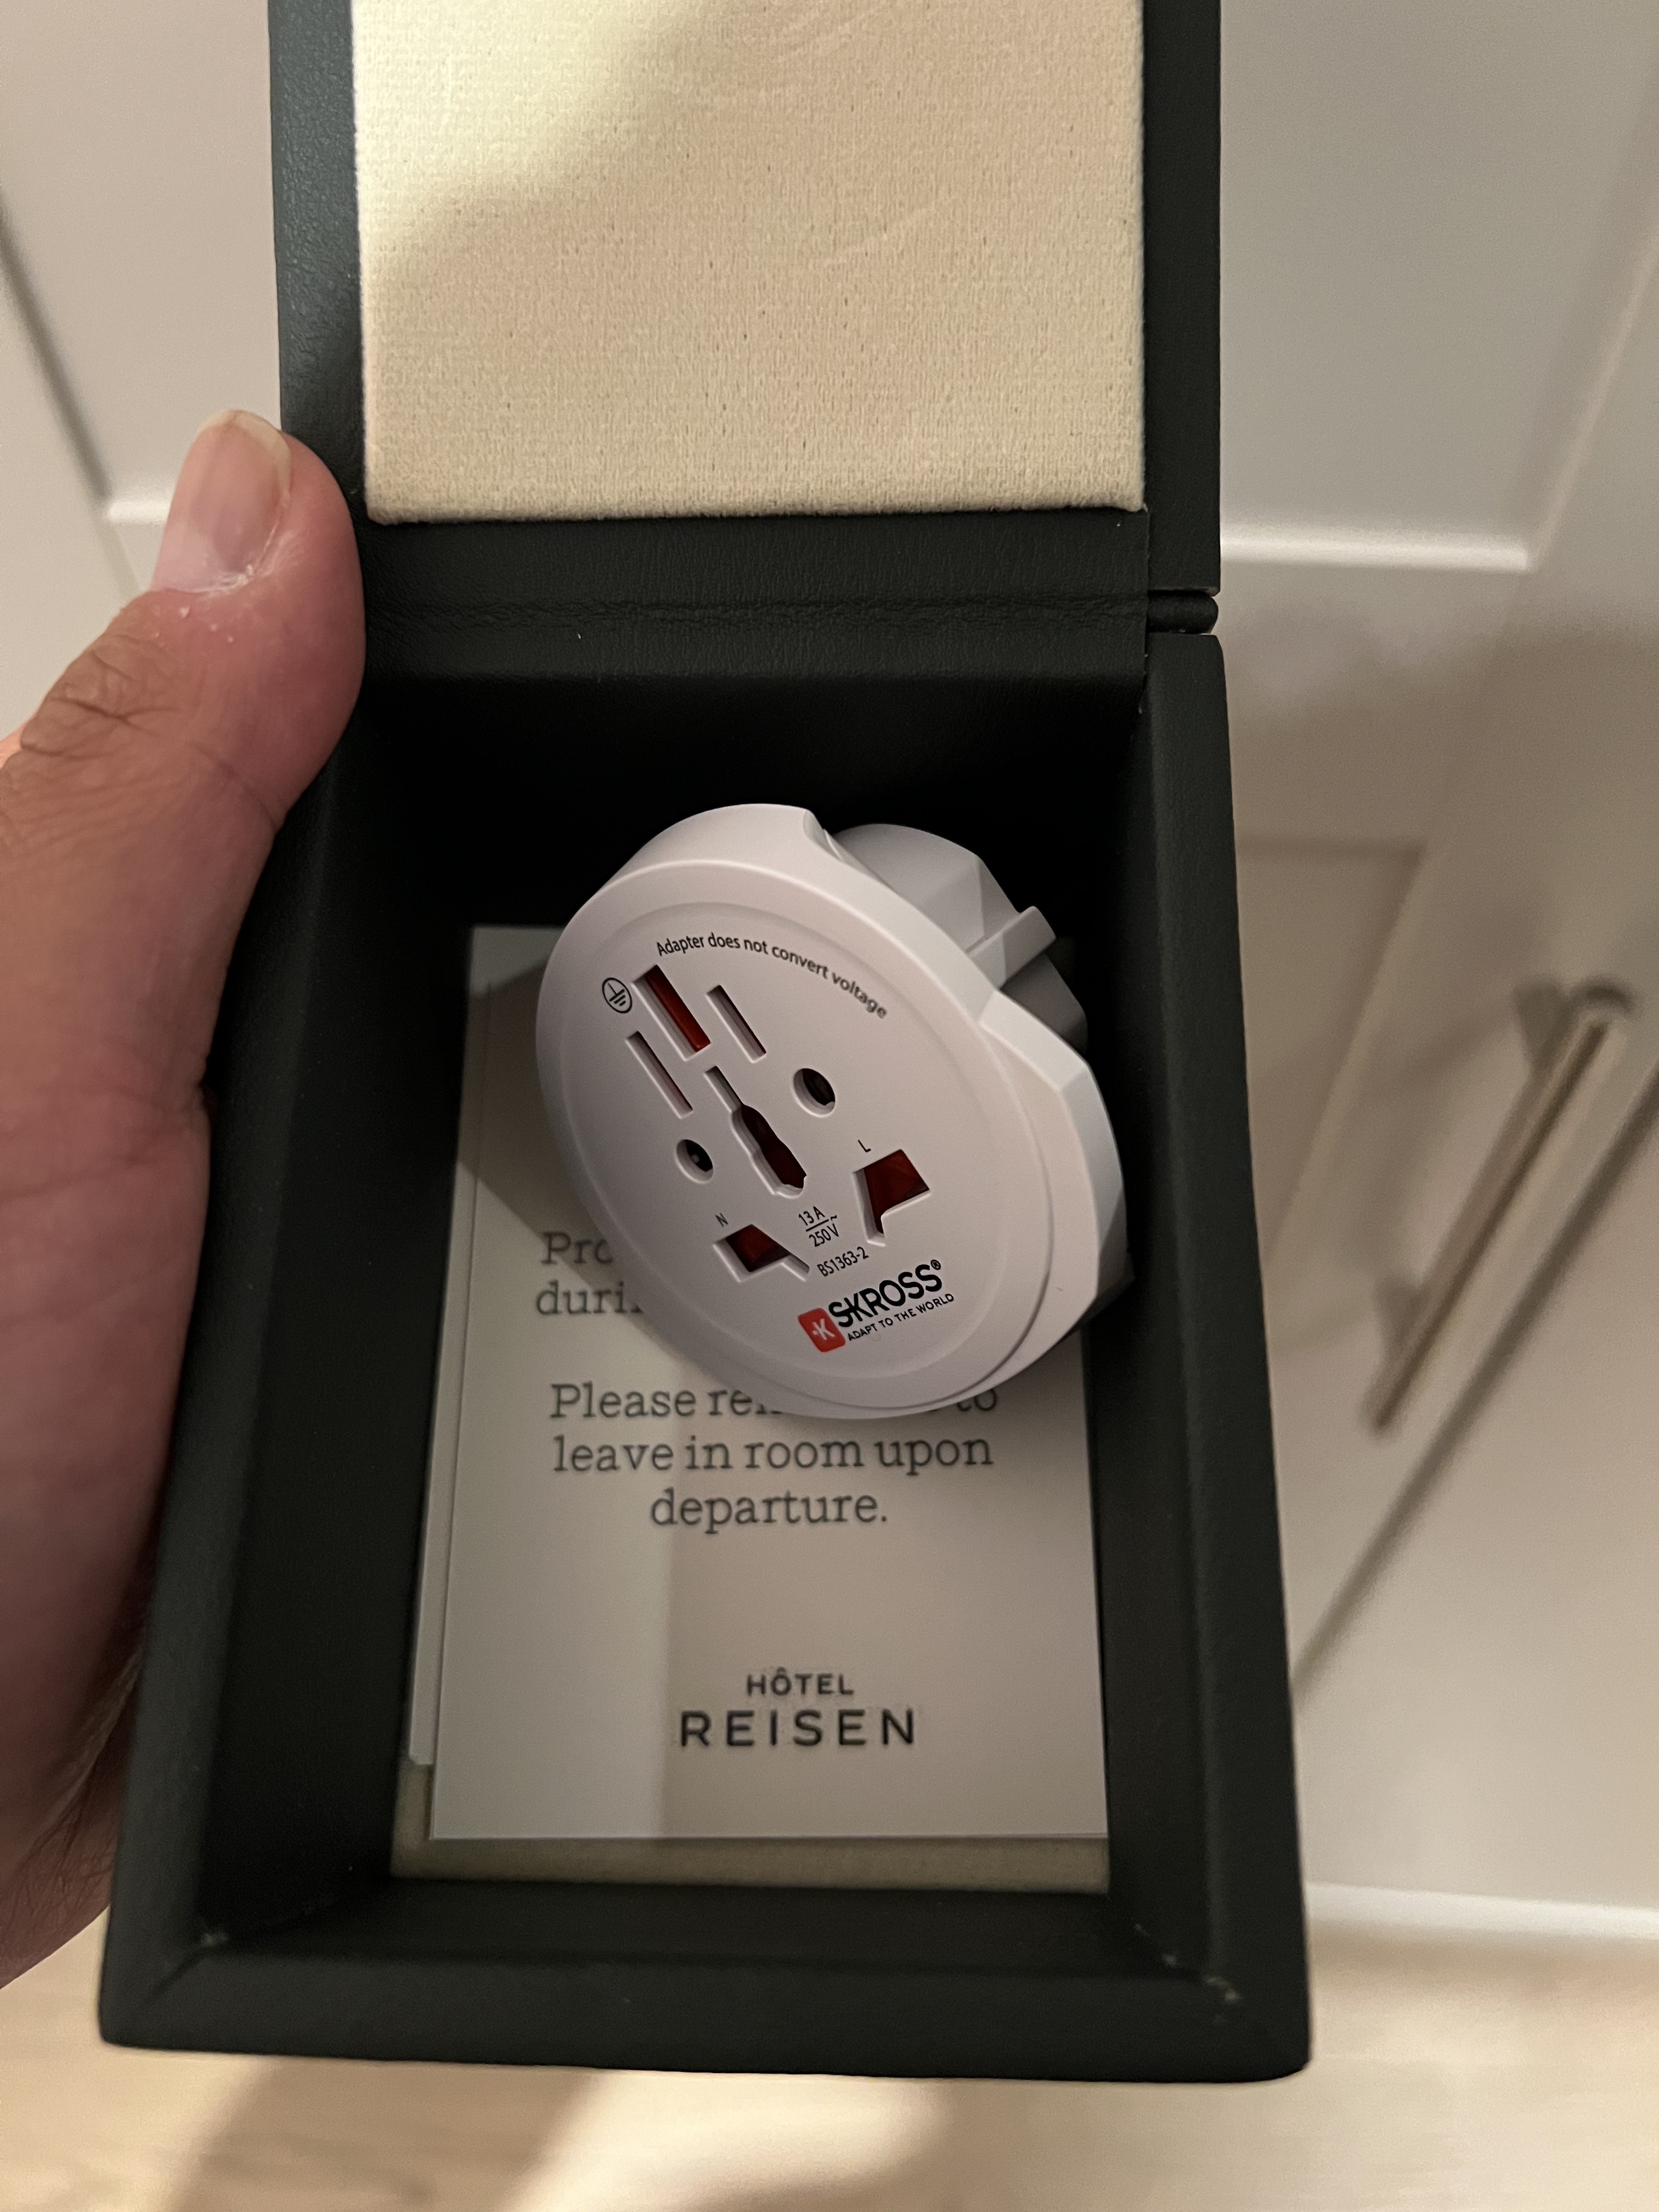 Adapter does not convert voltage
L
N
13 A
250V~
BS1363-2
SKROSS®
ADAPT TO THE WORLD
Please to
leave in room upon
departure.
HÔTEL
REISEN